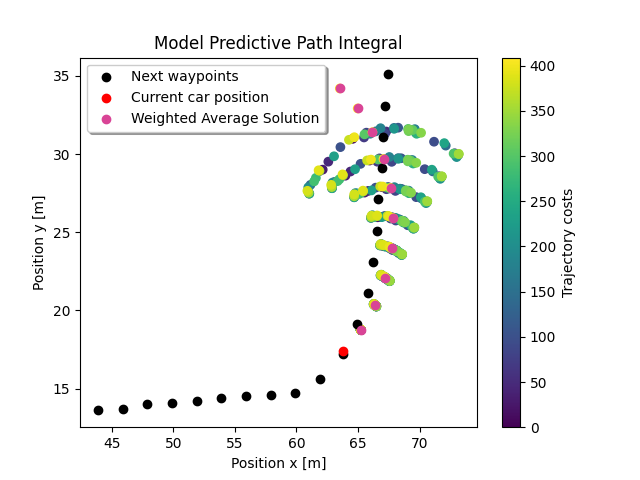 Model Predictive Path Integral
Next waypoints
Current car position
Weighted Average Solution
35
30
25
20
15
Position y [m]
45
50
55
60
65
70
Position x [m]
400
350
300
250
200
150
100
50
0
Trajectory costs